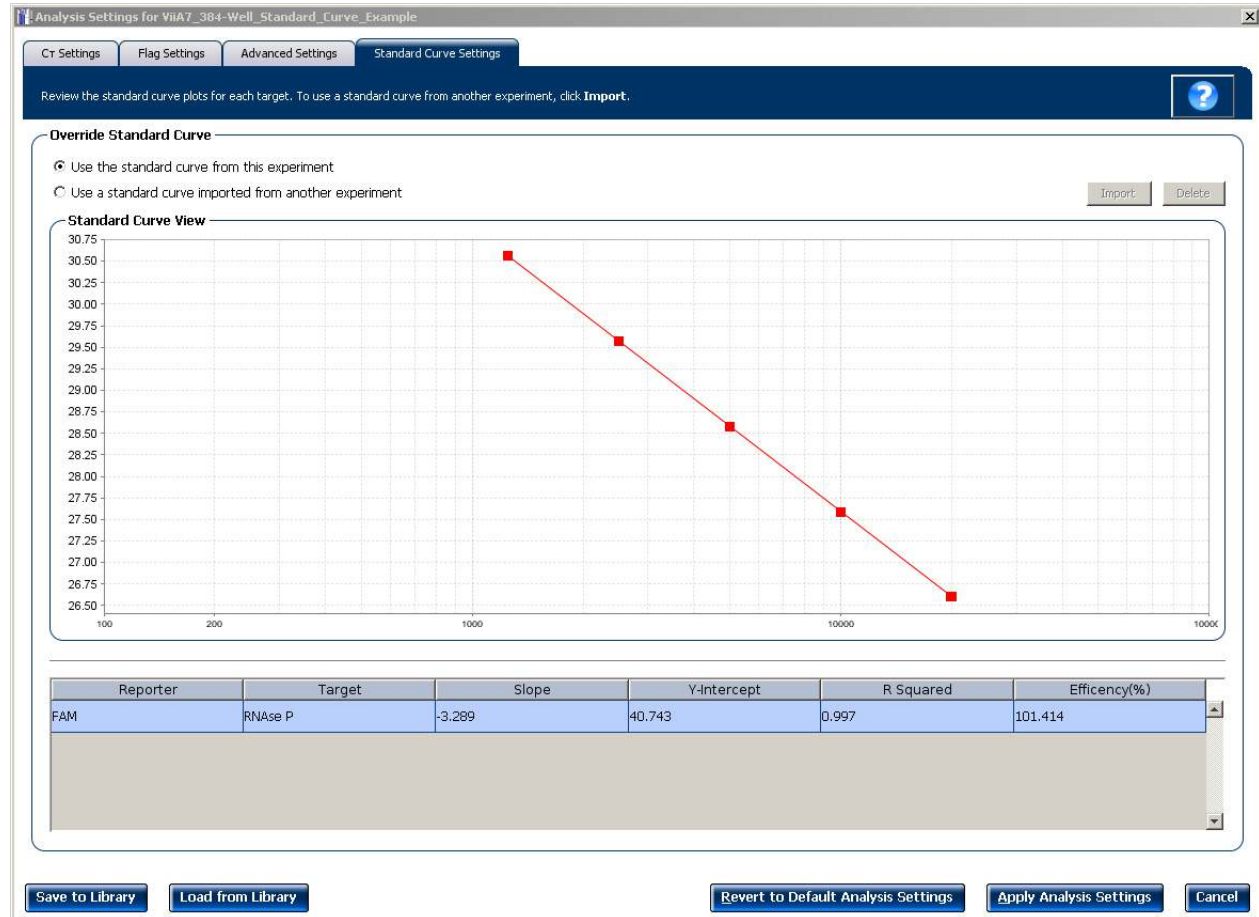 Analysis Settings for ViiA7_384-Well_Standard_Curve_Example
CT Settings Flag Settings Advanced Settings Standard Curve Settings
Review the standard curve plots for each target. To use a standard curve from another experiment, click Import.
?
Override Standard Curve
Use the standard curve from this experiment
Use a standard curve imported from another experiment
Import Delete
Standard Curve View
30.75
30.50
30.25
30.00
29.75
29.50
29.25
29.00
28.75
28.50
28.25
28.00
27.75
27.50
27.25
27.00
26.75
26.50
100 200 1000 10000 10000
Reporter Target Slope Y-Intercept R Squared Efficency(%)
FAM RNAse P -3.289 40.743 0.997 101.414
Save to Library Load from Library Revert to Default Analysis Settings Apply Analysis Settings Cancel